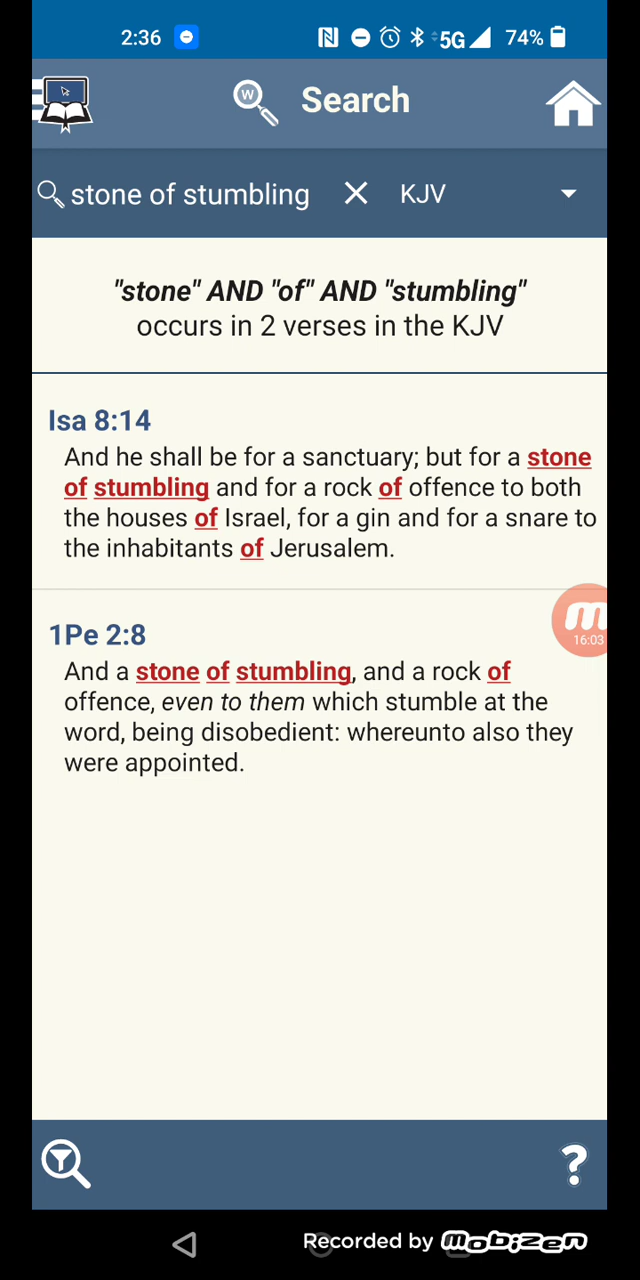 2:36 5G 74%
W Search
stone of stumbling KJV
"stone" AND "of" AND "stumbling"
occurs in 2 verses in the KJV
Isa 8:14
And he shall be for a sanctuary; but for a stone
of stumbling and for a rock of offence to both
the houses of Israel, for a gin and for a snare to
the inhabitants of Jerusalem.
m
16:03
1Pe 2:8
And a stone of stumbling, and a rock of
offence, even to them which stumble at the
word, being disobedient: whereunto also they
were appointed.
?
Recorded by mobizen